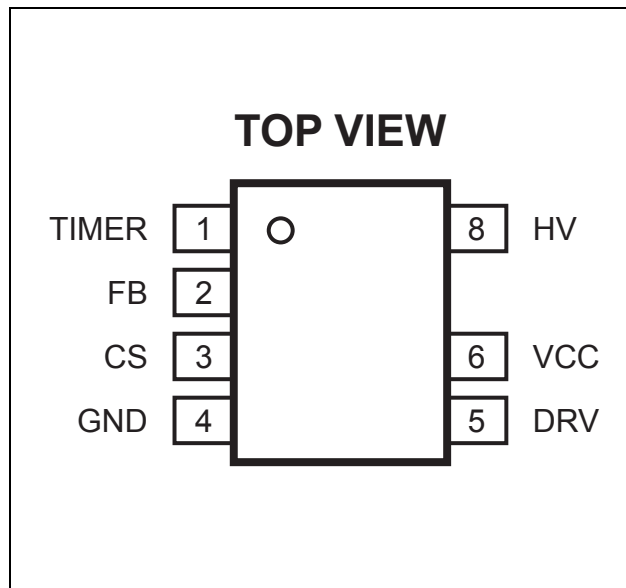 TOP VIEW
TIMER 1 8 HV
FB 2
CS 3 6 VCC
GND 4 5 DRV